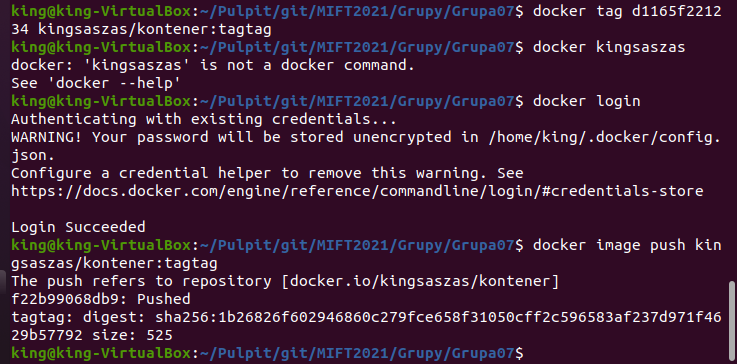 king@king-VirtualBox:~/Pulpit/git/MIFT2021/Grupy/Grupa07$ docker tag d1165f2212
34 kingsaszas/kontener:tagtag
king@king-VirtualBox:~/Pulpit/git/MIFT2021/Grupy/Grupa07$ docker kingsaszas
docker: 'kingsaszas' is not a docker command.
See 'docker --help'
king@king-VirtualBox:~/Pulpit/git/MIFT2021/Grupy/Grupa07$ docker login
Authenticating with existing credentials...
WARNING! Your password will be stored unencrypted in /home/king/.docker/config.
json.
Configure a credential helper to remove this warning. See
https://docs.docker.com/engine/reference/commandline/login/#credentials-store
Login Succeeded
king@king-VirtualBox:~/Pulpit/git/MIFT2021/Grupy/Grupa07$ docker image push kin
gsaszas/kontener:tagtag
The push refers to repository [docker.io/kingsaszas/kontener]
f22b99068db9: Pushed
tagtag: digest: sha256:1b26826f602946860c279fce658f31050cff2c596583af237d971f46
29b57792 size: 525
king@king-VirtualBox:~/Pulpit/git/MIFT2021/Grupy/Grupa07$